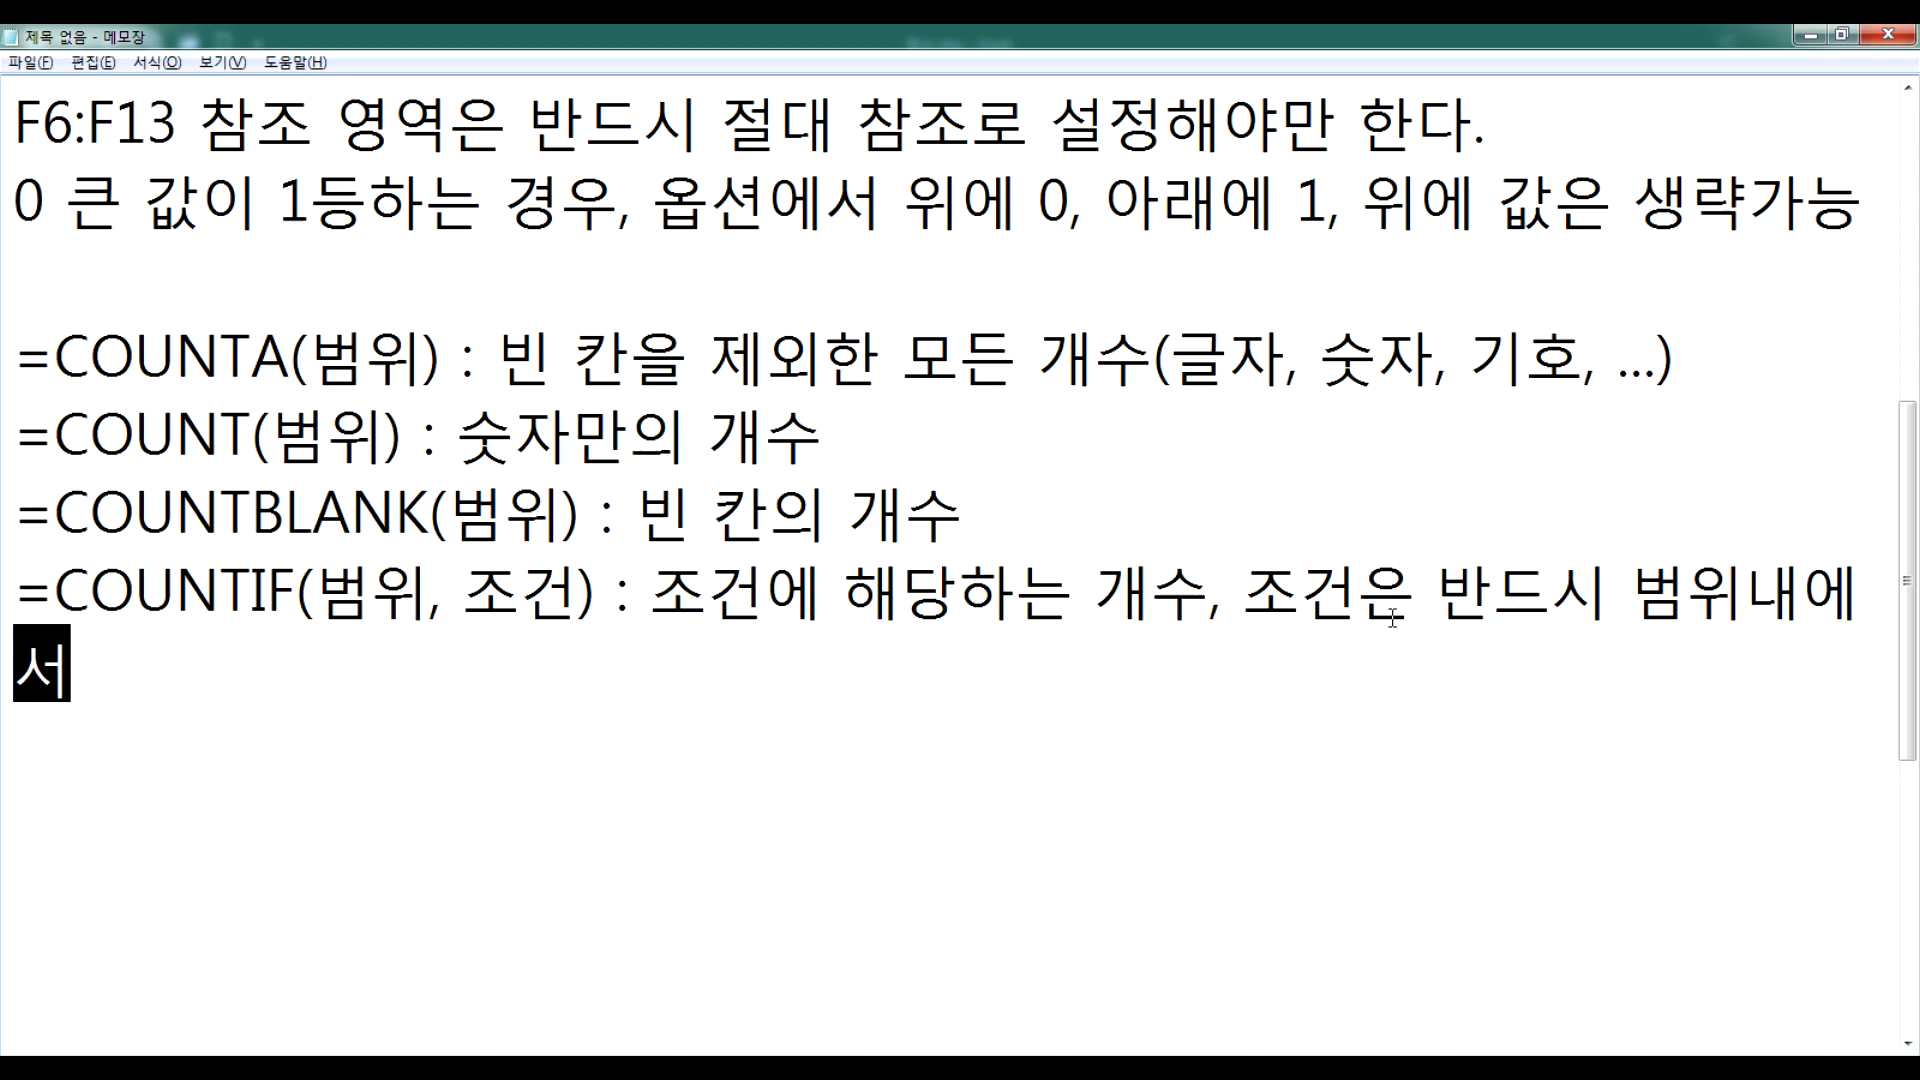 제목 없음 - 메모장
파일(F) 편집(E) 서식(O) 보기(V) 도움말(H)
F6:F13 참조 영역은 반드시 절대 참조로 설정해야만 한다.
0 큰 값이 1등하는 경우, 옵션에서 위에 0, 아래에 1, 위에 값은 생략가능
=COUNTA(범위) : 빈 칸을 제외한 모든 개수(글자, 숫자, 기호, ...)
=COUNT(범위) : 숫자만의 개수
=COUNTBLANK(범위) : 빈 칸의 개수
=COUNTIF(범위, 조건) : 조건에 해당하는 개수, 조건은 반드시 범위내에
서